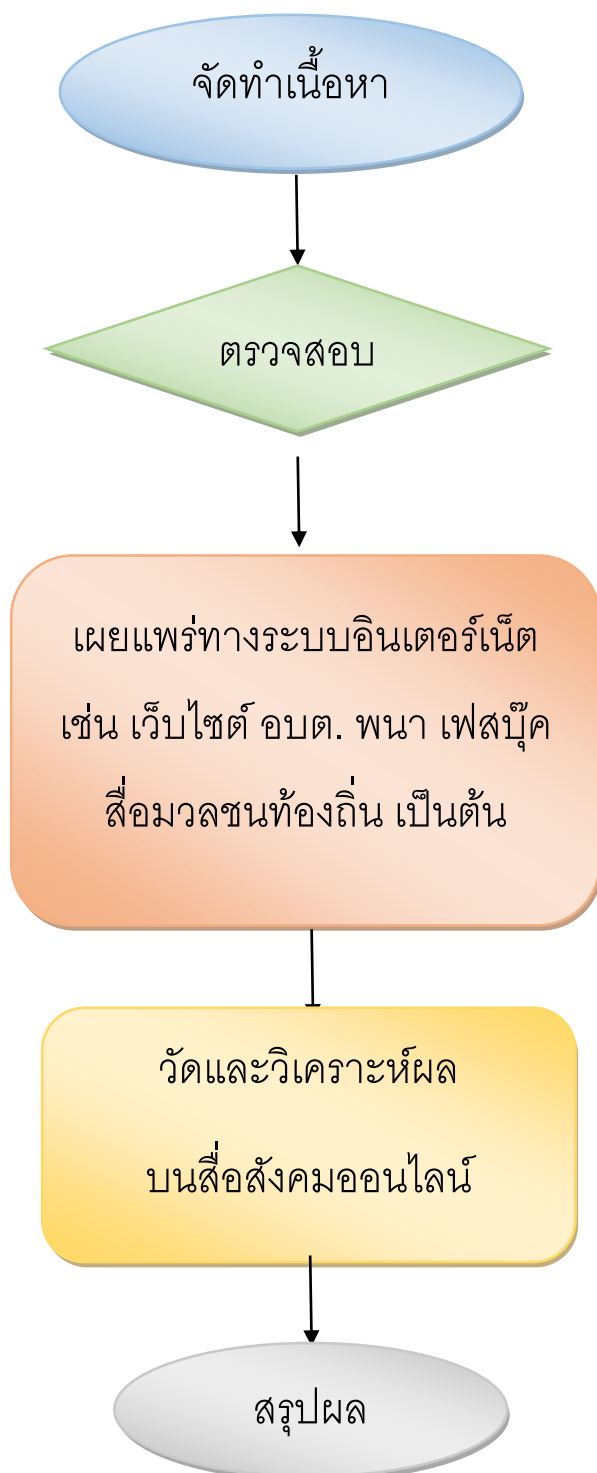 จัดทำเนื้อหา
ตรวจสอบ
เผยแพร่ทางระบบอินเตอร์เน็ต
เช่น เว็บไซต์ อบต. พนา เฟสบุ๊ค
สื่อมวลชนท้องถิ่น เป็นต้น
วัดและวิเคราะห์ผล
บนสื่อสังคมออนไลน์
สรุปผล